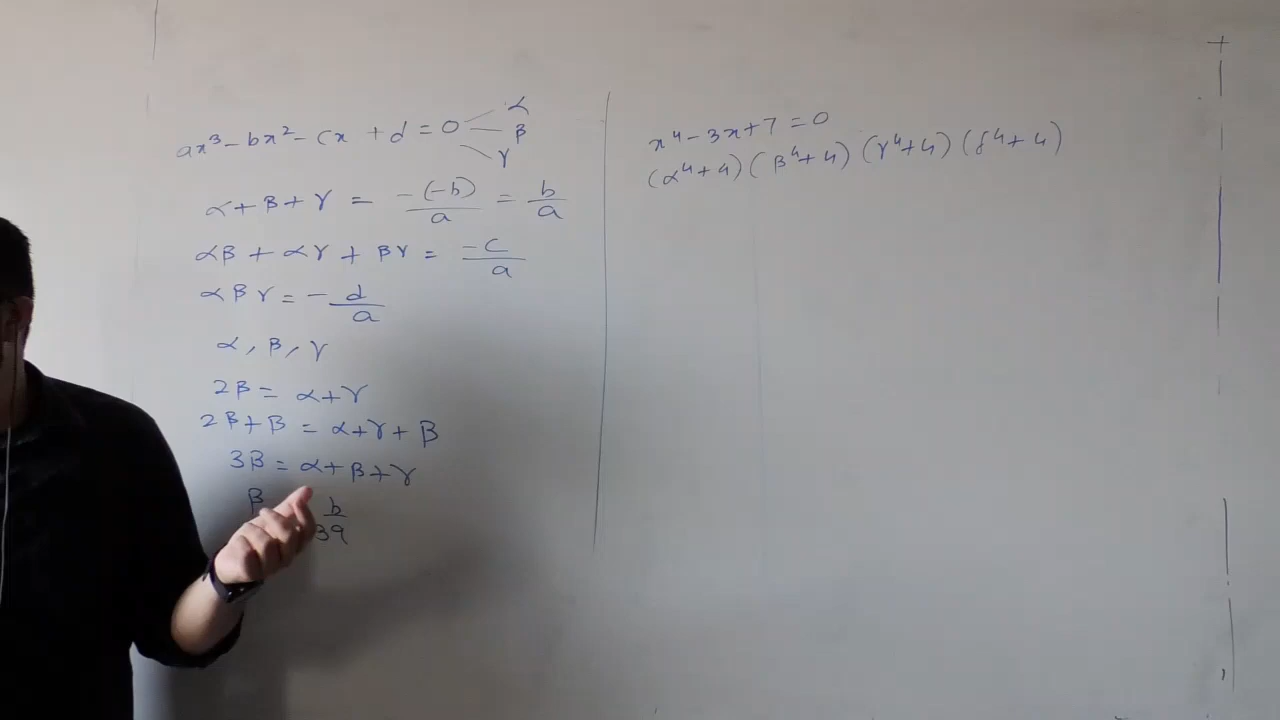 ax³ - bx² - cx + d = 0 α
β
γ
α + β + γ = -(-b)/a = b/a
αβ + αγ + βγ = -c/a
αβγ = -d/a
α, β, γ
2β = α+γ
2β+β = α+γ+β
3β = α+β+γ
β b/3a
x⁴ - 3x + 7 = 0
(α⁴+4)(β⁴+4)(γ⁴+4)(δ⁴+4)